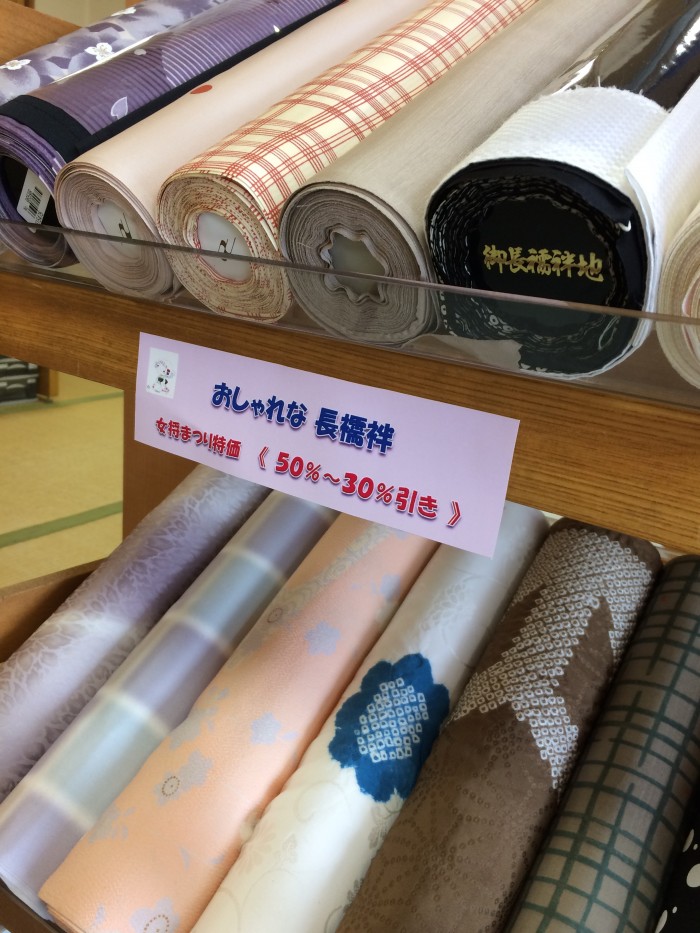 御長襦袢地
おしゃれな 長橋袢
女将まつり特価 《 50%～30%引き 》